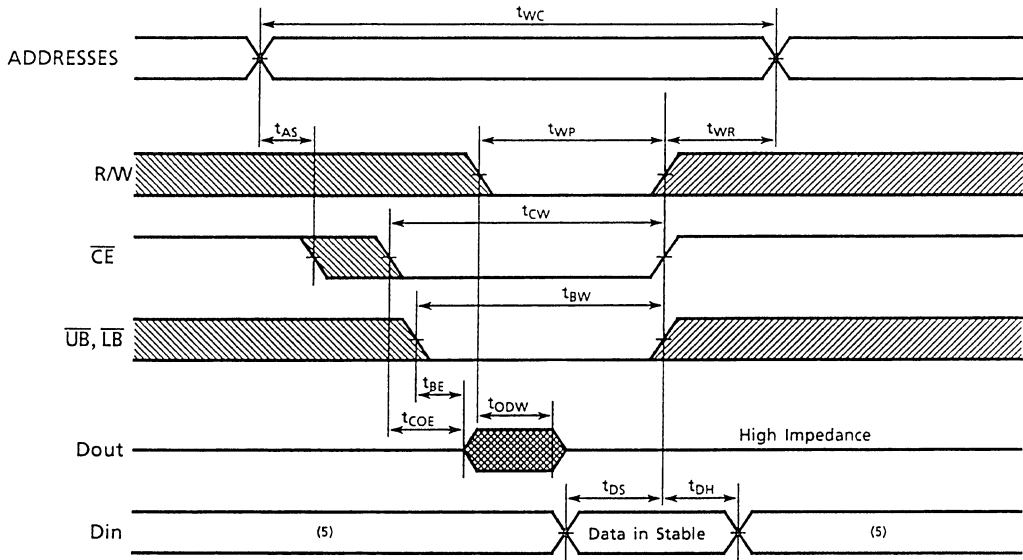 tWC
ADDRESSES
tAS
tWP
tWR
R/W
tCW
CE
tBW
UB, LB
tBE
tCOE
tODW
High Impedance
Dout
tDS
tDH
Din
(5)
Data in Stable
(5)